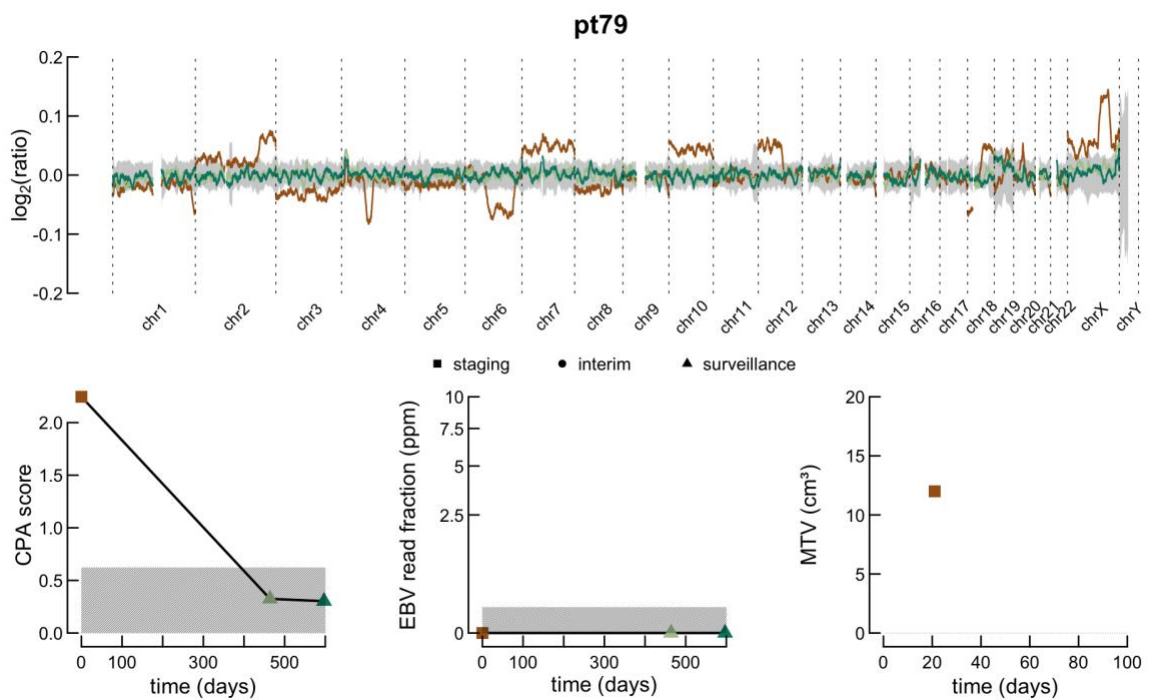 pt79
0.2
0.1
0.0
-0.1
-0.2
log2(ratio)
chr1 chr2 chr3 chr4 chr5 chr6 chr7 chr8 chr9 chr10 chr11 chr12 chr13 chr14 chr15 chr16 chr17 chr18 chr19 chr20 chr21 chr22 chrX chrY
staging interim surveillance
CPA score
2.0
1.5
1.0
0.5
0.0
0 100 300 500
time (days)
EBV read fraction (ppm)
10
7.5
5
2.5
0
0 100 300 500
time (days)
MTV (cm³)
20
15
10
5
0
0 20 40 60 80 100
time (days)